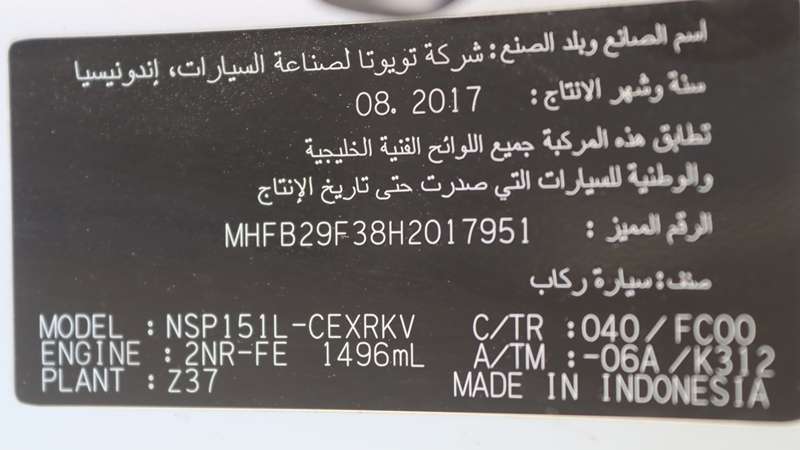 اسم الصانع وبلد الصنع: شركة تويوتا لصناعة السيارات، إندونيسيا
سنة وشهر الانتاج: 08. 2017
تطابق هذه المركبة جميع اللوائح الفنية الخليجية
والوطنية للسيارات التي صدرت حتى تاريخ الإنتاج
الرقم المميز : MHFB29F38H2017951
صنف: سيارة ركاب
MODEL : NSP151L-CEXRKV C/TR : 040/FC00
ENGINE : 2NR-FE 1496mL A/TM : -06A/K312
PLANT : Z37 MADE IN INDONESIA